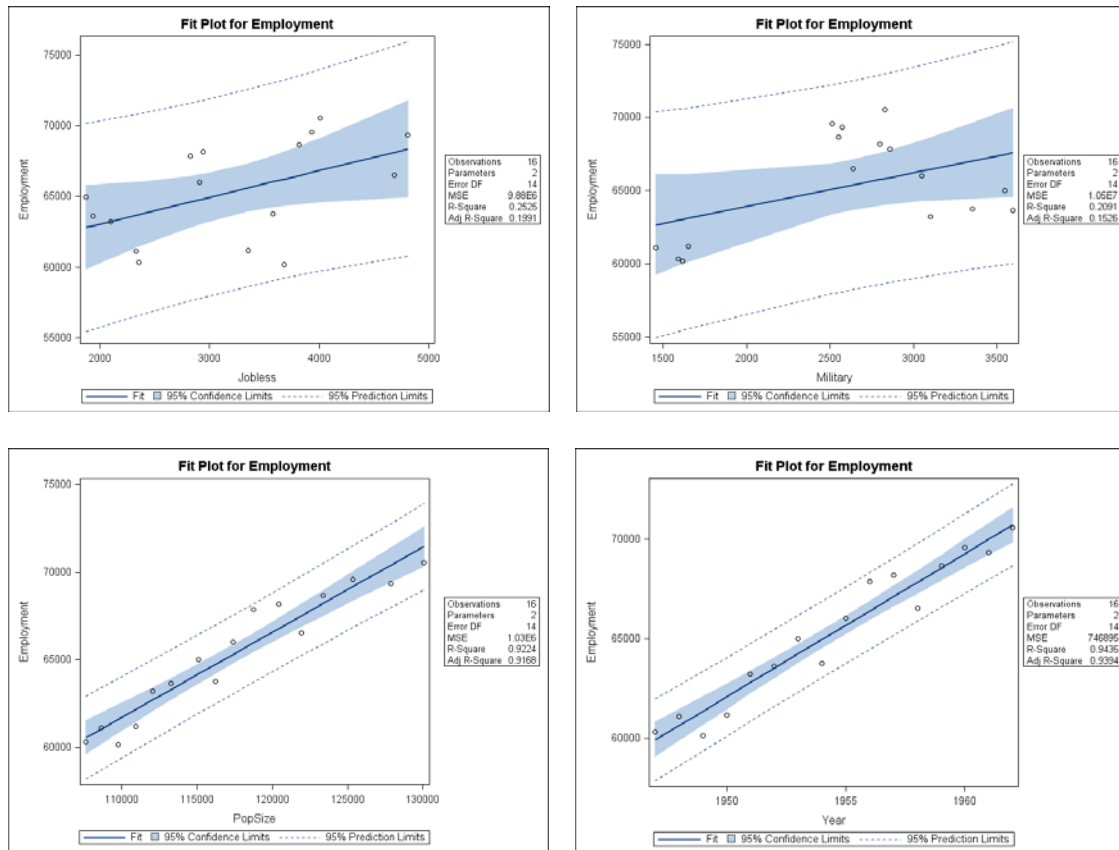 Fit Plot for Employment
75000
70000
65000
60000
55000
Employment
2000 3000 4000 5000
Jobless
Observations 16
Parameters 2
Error DF 14
MSE 9.88E6
R-Square 0.2525
Adj R-Square 0.1991
Fit 95% Confidence Limits 95% Prediction Limits
Fit Plot for Employment
75000
70000
65000
60000
55000
Employment
1500 2000 2500 3000 3500
Military
Observations 16
Parameters 2
Error DF 14
MSE 1.05E7
R-Square 0.2091
Adj R-Square 0.1526
Fit 95% Confidence Limits 95% Prediction Limits
Fit Plot for Employment
75000
70000
65000
60000
Employment
110000 115000 120000 125000 130000
PopSize
Observations 16
Parameters 2
Error DF 14
MSE 1.03E6
R-Square 0.9224
Adj R-Square 0.9168
Fit 95% Confidence Limits 95% Prediction Limits
Fit Plot for Employment
70000
65000
60000
Employment
1950 1955 1960
Year
Observations 16
Parameters 2
Error DF 14
MSE 746895
R-Square 0.9435
Adj R-Square 0.9394
Fit 95% Confidence Limits 95% Prediction Limits